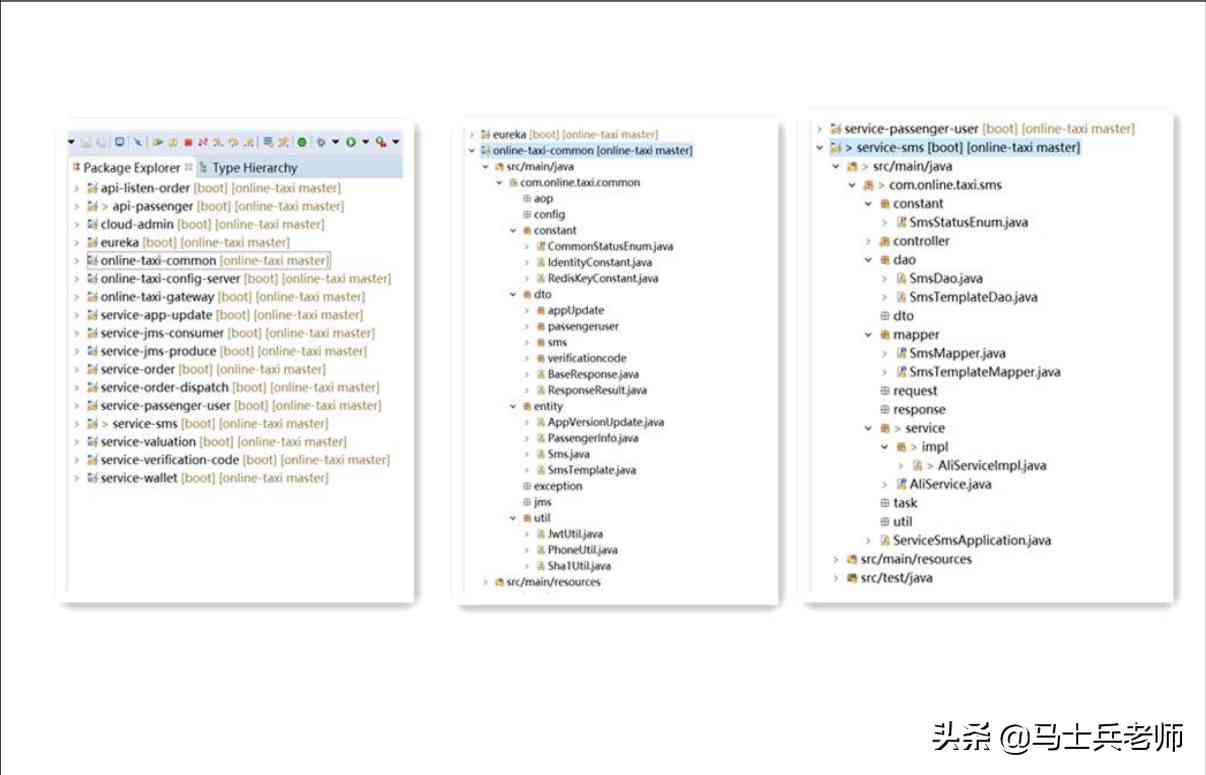 Package Explorer
Type Hierarchy
api-listen-order [boot] [online-taxi master]
> api-passenger [boot] [online-taxi master]
cloud-admin [boot] [online-taxi master]
eureka [boot] [online-taxi master]
online-taxi-common [online-taxi master]
online-taxi-config-server [boot] [online-taxi master]
online-taxi-gateway [boot] [online-taxi master]
service-app-update [boot] [online-taxi master]
service-jms-consumer [boot] [online-taxi master]
service-jms-produce [boot] [online-taxi master]
service-order [boot] [online-taxi master]
service-order-dispatch [boot] [online-taxi master]
service-passenger-user [boot] [online-taxi master]
> service-sms [boot] [online-taxi master]
service-valuation [boot] [online-taxi master]
service-verification-code [boot] [online-taxi master]
service-wallet [boot] [online-taxi master]
eureka [boot] [online-taxi master]
online-taxi-common [online-taxi master]
src/main/java
com.online.taxi.common
aop
config
constant
CommonStatusEnum.java
IdentityConstant.java
RedisKeyConstant.java
dto
appUpdate
passengeruser
sms
verificationcode
BaseResponse.java
ResponseResult.java
entity
AppVersionUpdate.java
PassengerInfo.java
Sms.java
SmsTemplate.java
exception
jms
util
JwtUtil.java
PhoneUtil.java
Sha1Util.java
src/main/resources
service-passenger-user [boot] [online-taxi master]
> service-sms [boot] [online-taxi master]
> src/main/java
> com.online.taxi.sms
constant
SmsStatusEnum.java
controller
dao
SmsDao.java
SmsTemplateDao.java
dto
mapper
SmsMapper.java
SmsTemplateMapper.java
request
response
> service
> impl
> AliServiceImpl.java
AliService.java
task
util
ServiceSmsApplication.java
src/main/resources
src/test/java
头条 @马士兵老师